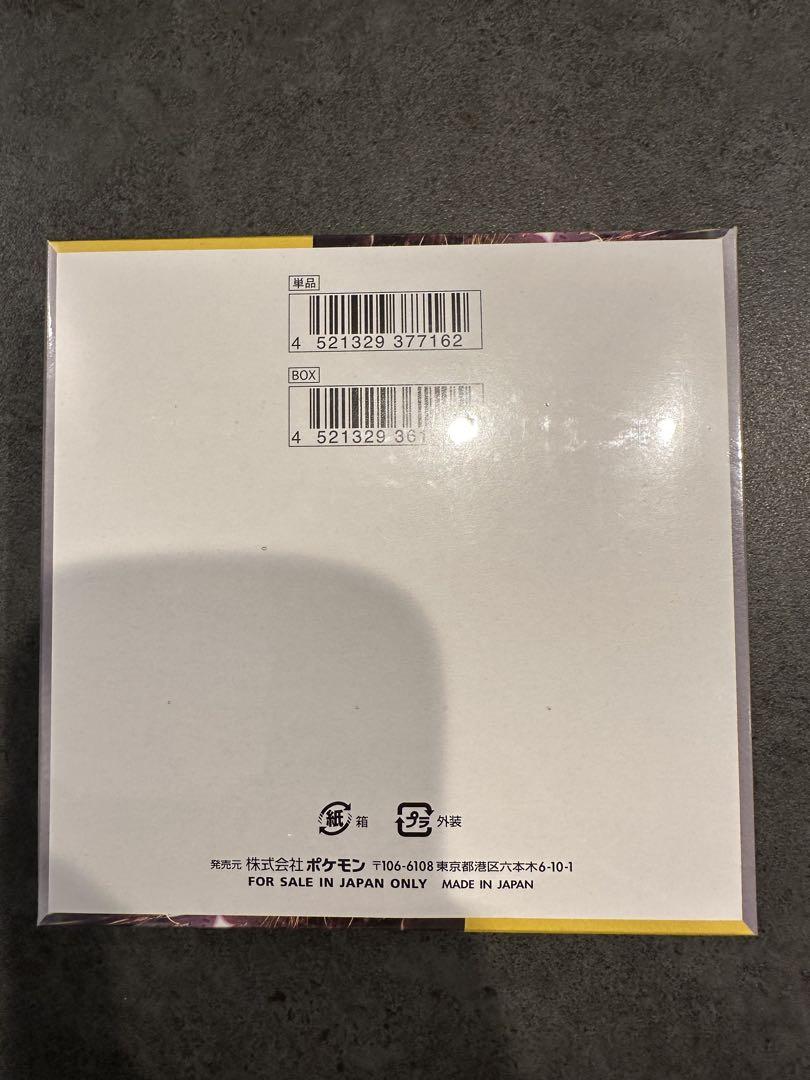 単品
4 521329 377162
BOX
4 521329 361
紙 箱 プラ 外装
発売元 株式会社 ポケモン 〒106-6108 東京都港区六本木6-10-1
FOR SALE IN JAPAN ONLY MADE IN JAPAN